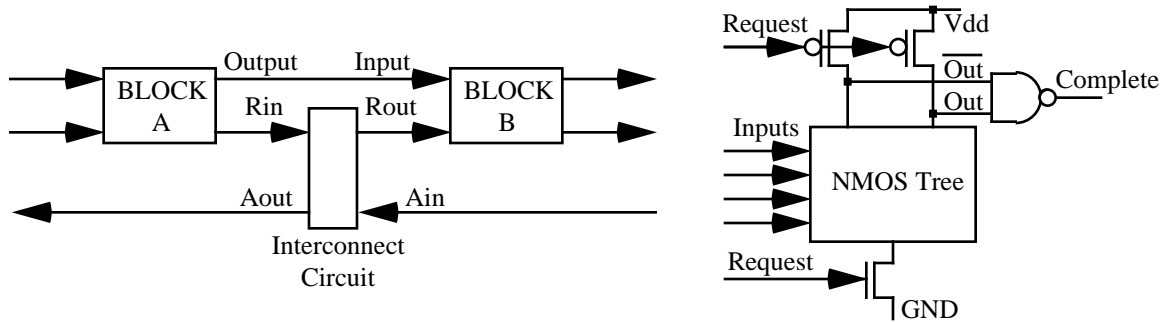 Output Input
BLOCK
A
Rin
Rout
BLOCK
B
Aout
Ain
Interconnect
Circuit
Request
Vdd
Out
Out
Complete
Inputs
NMOS Tree
Request
GND